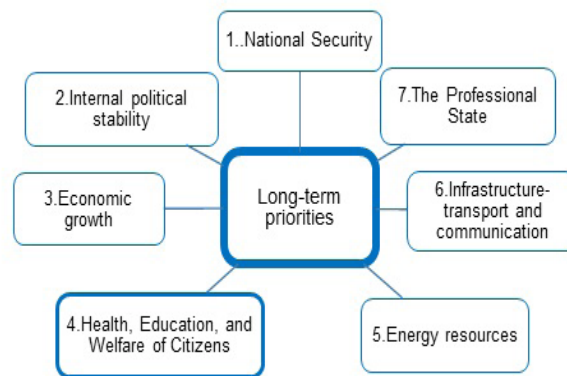 1..National Security
2.Internal political
stability
7.The Professional
State
3.Economic
growth
Long-term
priorities
6.Infrastructure-
transport and
communication
4.Health, Education, and
Welfare of Citizens
5.Energy resources